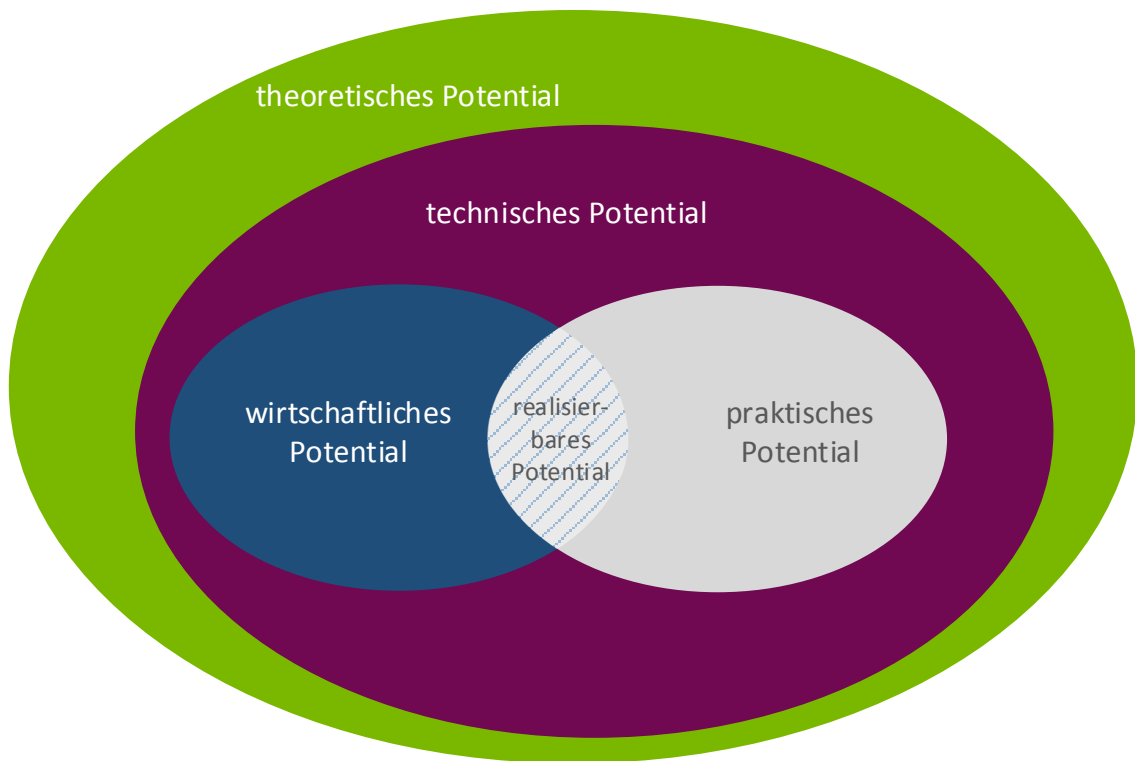 theoretisches Potential
technisches Potential
wirtschaftliches
Potential
realisier-
bares
Potential
praktisches
Potential